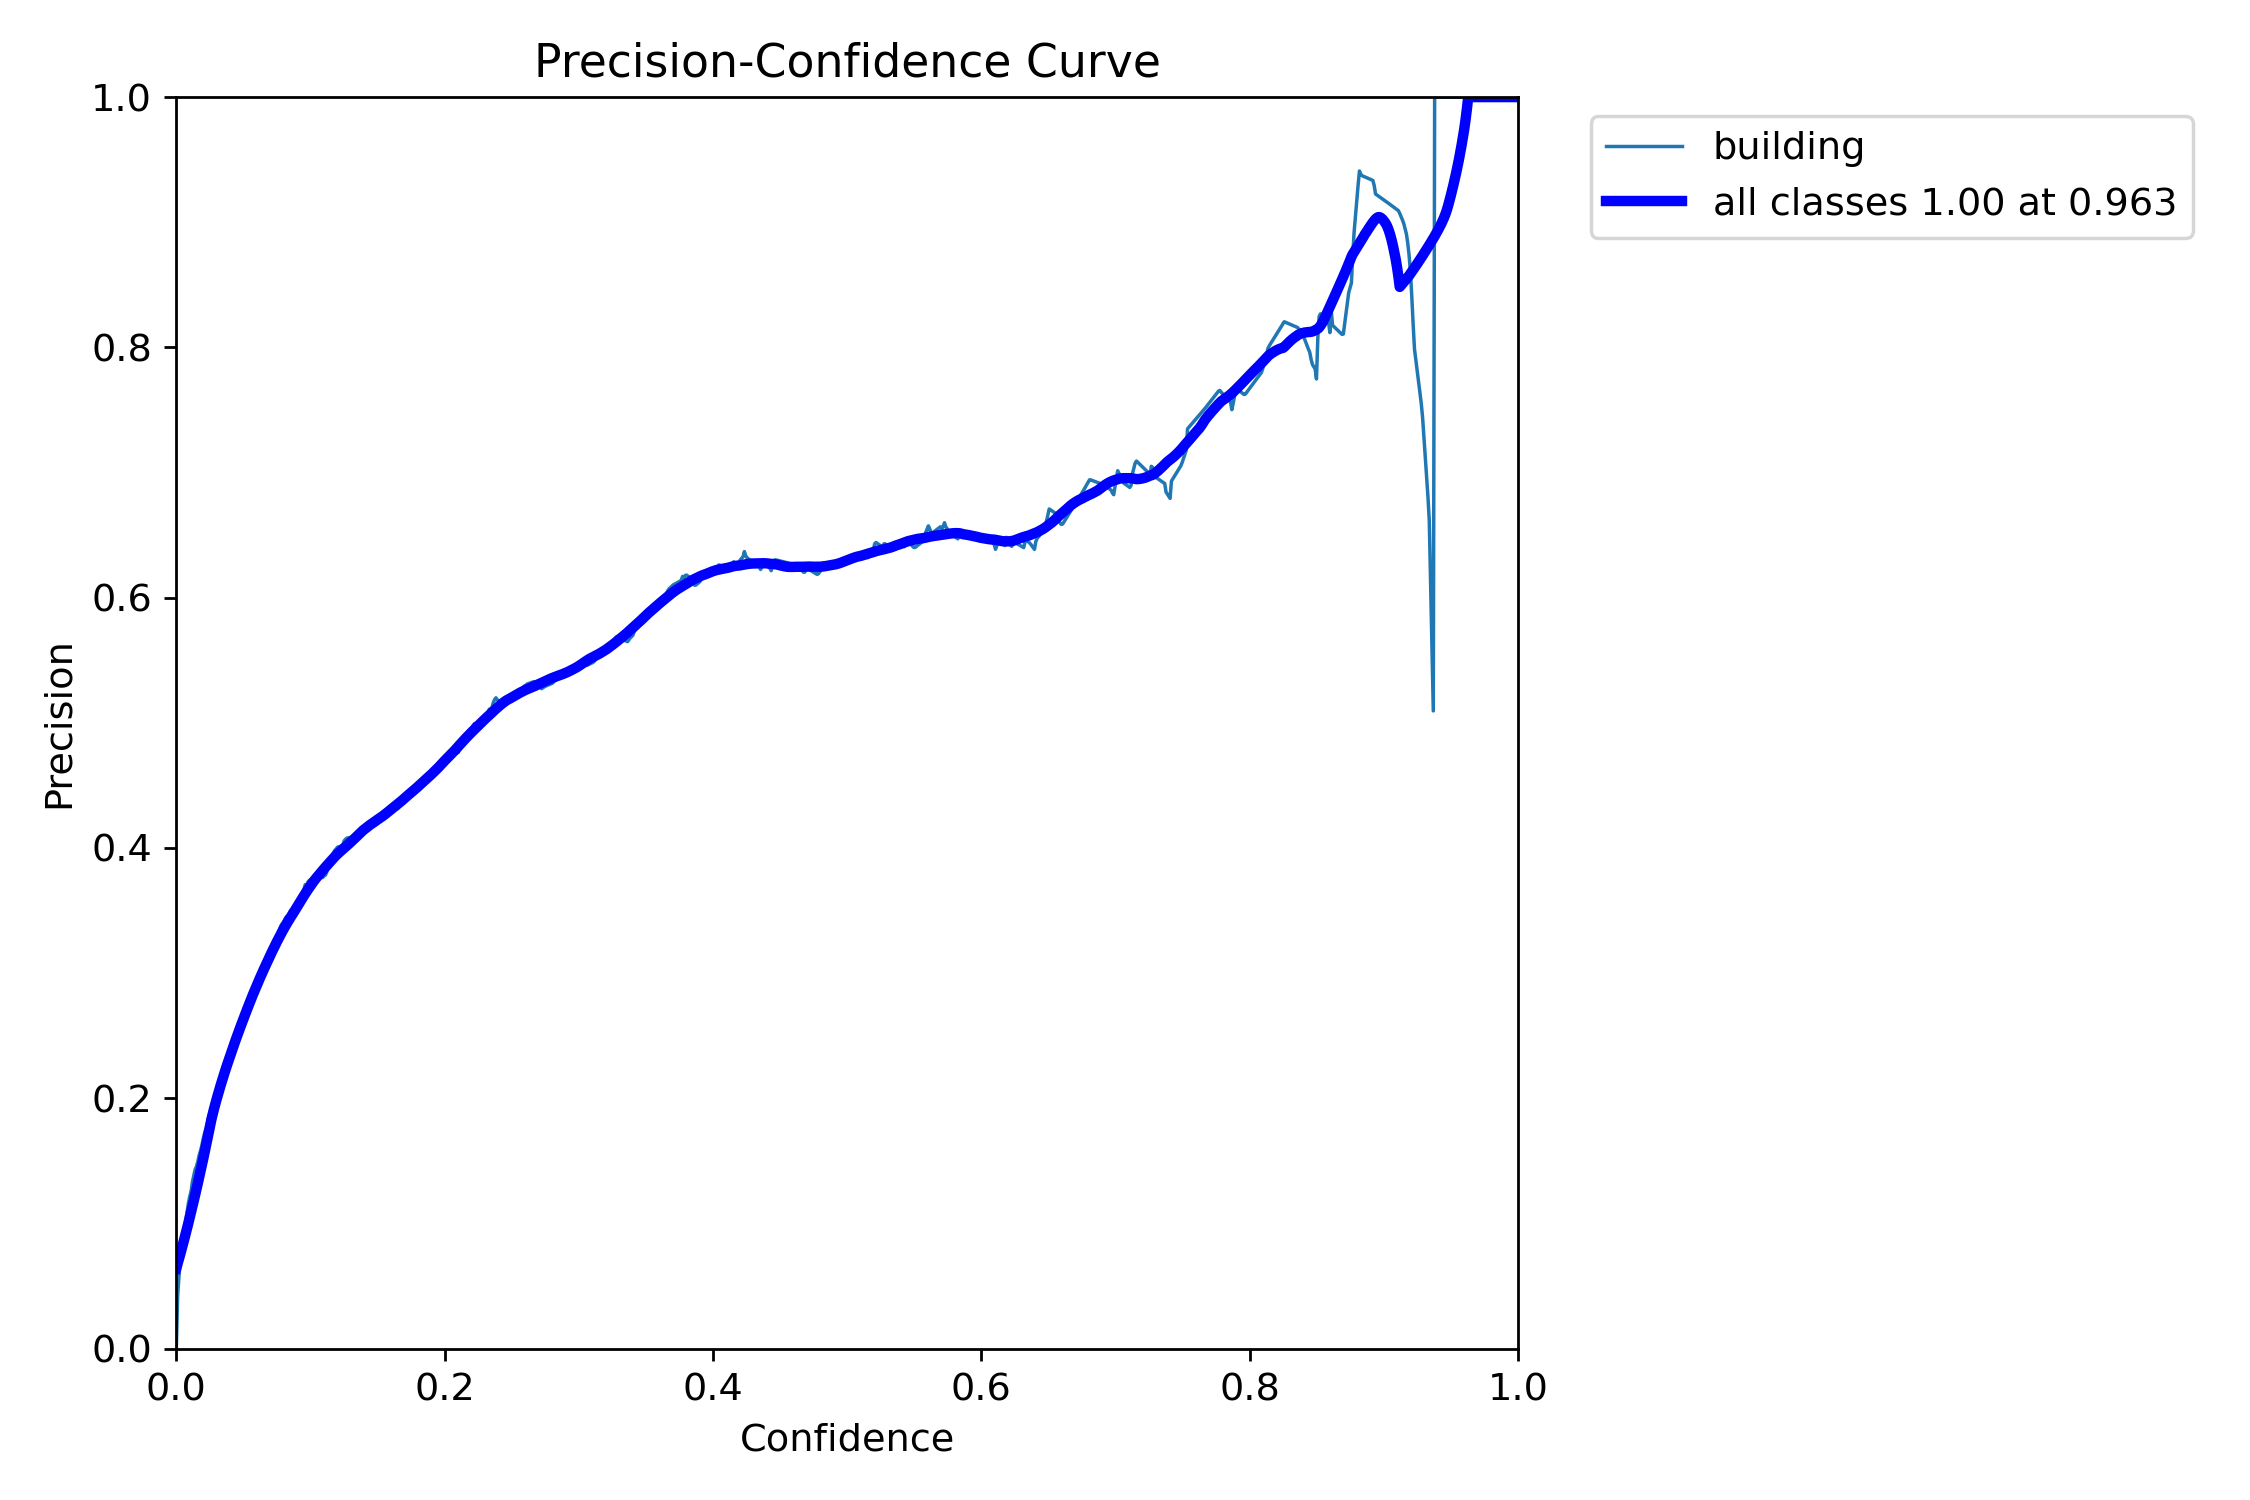 Precision-Confidence Curve
1.0
0.8
0.6
0.4
0.2
0.0
Precision
0.0 0.2 0.4 0.6 0.8 1.0
Confidence
building
all classes 1.00 at 0.963